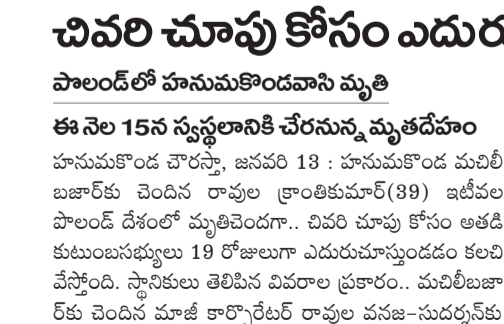 చివరి చూపు కోసం ఎదురు
పొలండ్‌లో హనుమకొండవాసి మృతి
ఈ నెల 15న స్వస్థలానికి చేరనున్న మృతదేహం
హనుమకొండ చౌరస్తా, జనవరి 13 : హనుమకొండ మచిలీ
బజార్‌కు చెందిన రావుల క్రాంతికుమార్(39) ఇటీవల
పొలండ్ దేశంలో మృతిచెందగా.. చివరి చూపు కోసం అతడి
కుటుంబసభ్యులు 19 రోజులుగా ఎదురుచూస్తుండడం కలచి
వేస్తోంది. స్థానికులు తెలిపిన వివరాల ప్రకారం.. మచిలీబజా
ర్‌కు చెందిన మాజీ కార్పొరేటర్ రావుల వనజ-సుదర్శన్‌కు